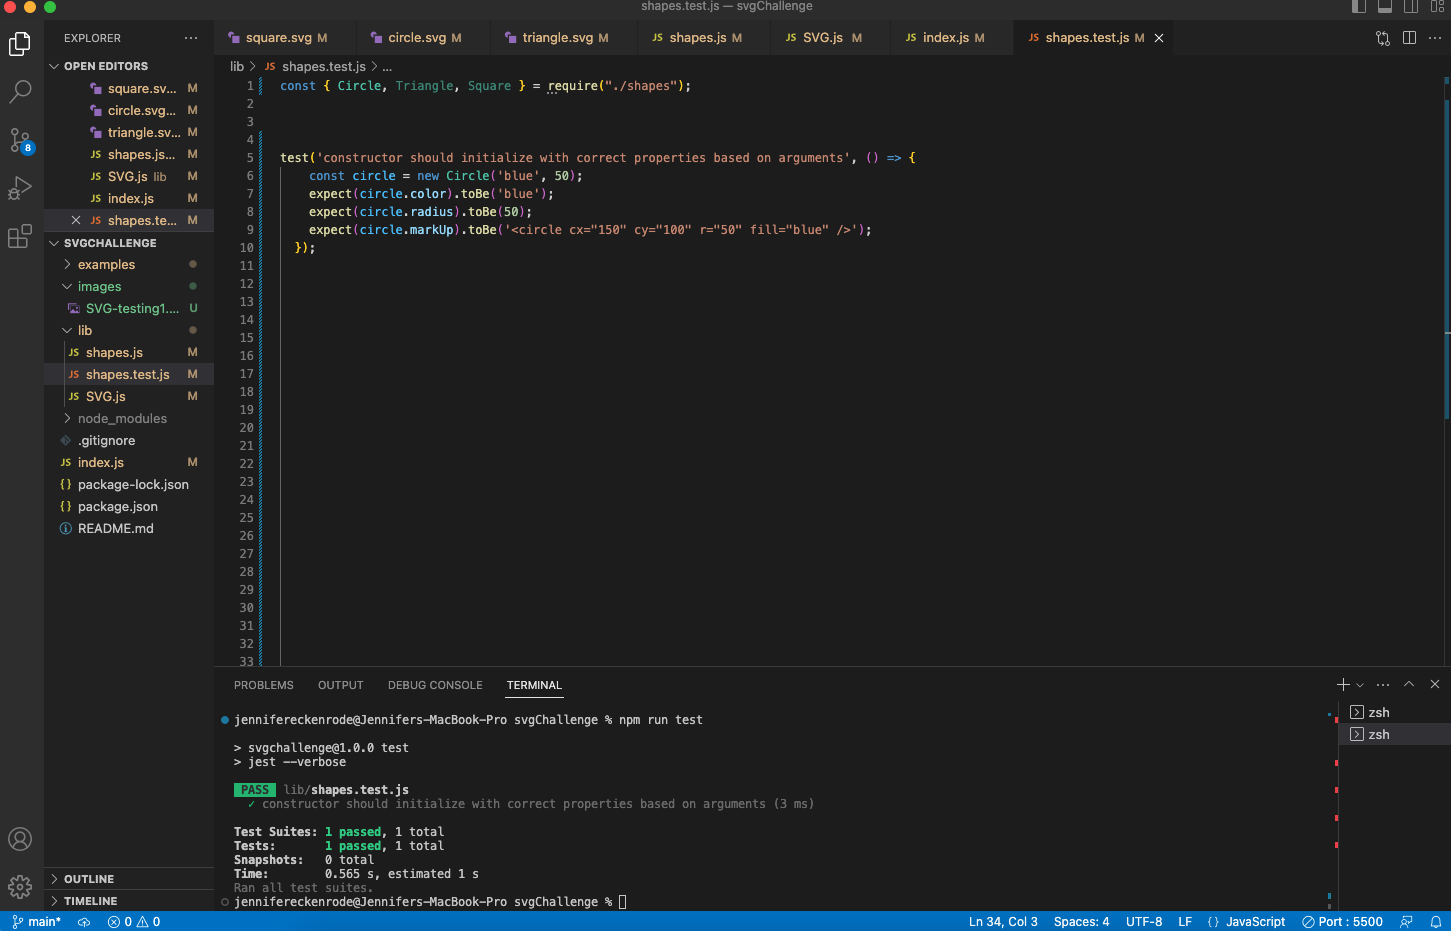 shapes.test.js — svgChallenge
EXPLORER
OPEN EDITORS
square.sv... M
circle.svg... M
triangle.sv... M
shapes.js... M
SVG.js lib M
index.js M
shapes.te... M
SVGCHALLENGE
examples
images
SVG-testing1.... U
lib
shapes.js M
shapes.test.js M
SVG.js M
node_modules
.gitignore
index.js M
package-lock.json
package.json
README.md
OUTLINE
TIMELINE
square.svg M circle.svg M triangle.svg M JS shapes.js M JS SVG.js M JS index.js M JS shapes.test.js M
lib > JS shapes.test.js > ...
1 const { Circle, Triangle, Square } = require("./shapes");
2
3
4
5 test('constructor should initialize with correct properties based on arguments', () => {
6 const circle = new Circle('blue', 50);
7 expect(circle.color).toBe('blue');
8 expect(circle.radius).toBe(50);
9 expect(circle.markUp).toBe('<circle cx="150" cy="100" r="50" fill="blue" />');
10 });
11
12
13
14
15
16
17
18
19
20
21
22
23
24
25
26
27
28
29
30
31
32
33
PROBLEMS OUTPUT DEBUG CONSOLE TERMINAL
jennifereckenrode@Jennifers-MacBook-Pro svgChallenge % npm run test
> svgchallenge@1.0.0 test
> jest --verbose
PASS lib/shapes.test.js
✓ constructor should initialize with correct properties based on arguments (3 ms)
Test Suites: 1 passed, 1 total
Tests: 1 passed, 1 total
Snapshots: 0 total
Time: 0.565 s, estimated 1 s
Ran all test suites.
jennifereckenrode@Jennifers-MacBook-Pro svgChallenge %
zsh
zsh
8
main* 0 0 Ln 34, Col 3 Spaces: 4 UTF-8 LF {} JavaScript Port : 5500